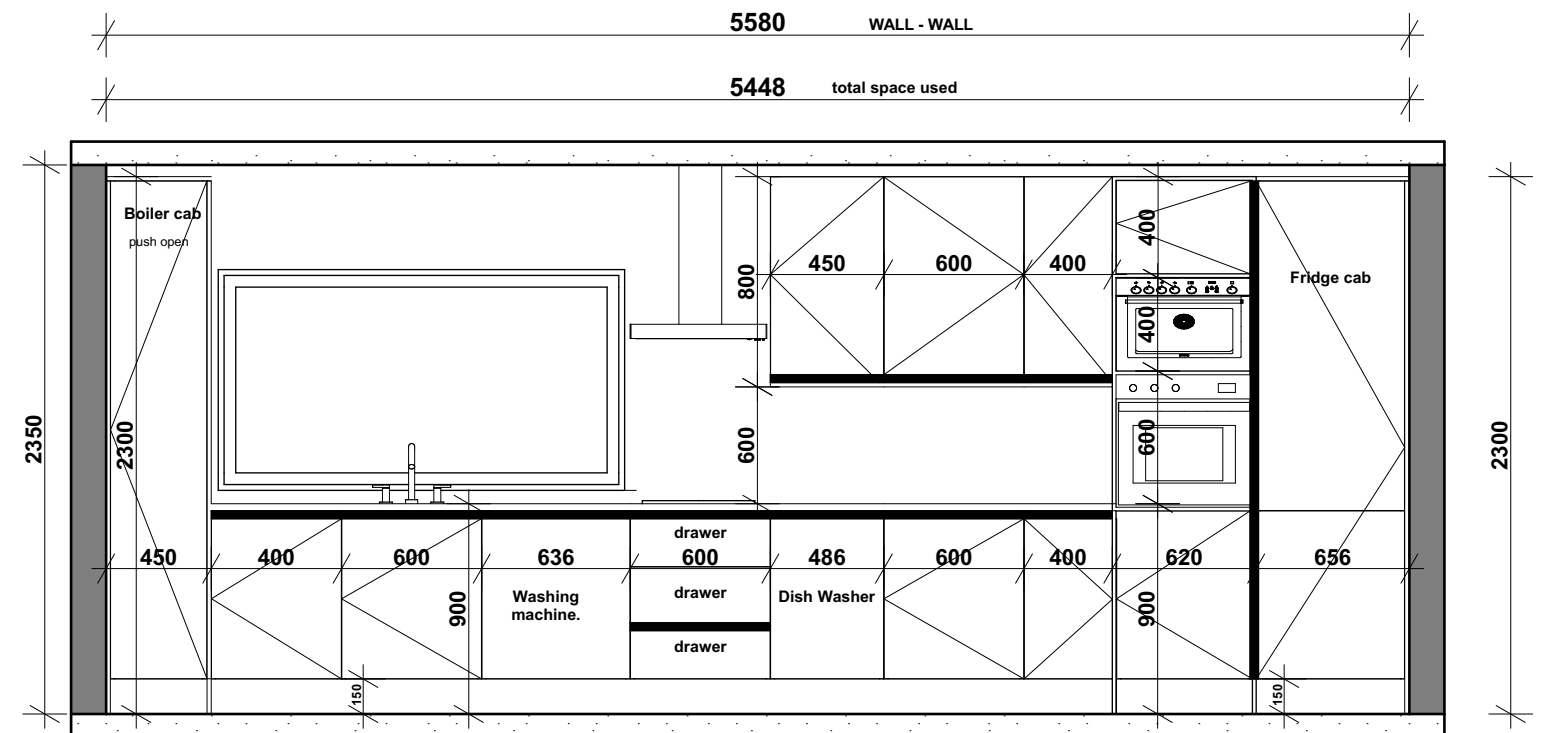 5580 WALL - WALL
5448 total space used
Boiler cab
push open
400
450 600 400
800
Fridge cab
400
2350
2300
600
600
2300
drawer
450 400 600 636 600 486 600 400 620 656
Washing
machine.
drawer
Dish Washer
900
900
drawer
150
150